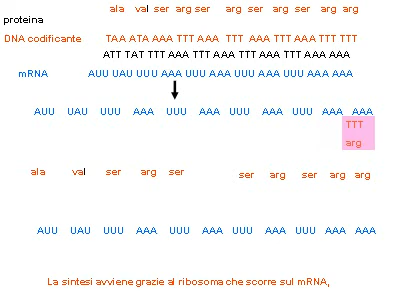 ala val ser arg ser arg ser arg ser arg arg
proteina
DNA codificante TAA ATA AAA TTT AAA TTT AAA TTT AAA TTT TTT
ATT TAT TTT AAA TTT AAA TTT AAA TTT AAA AAA
mRNA AUU UAU UUU AAA UUU AAA UUU AAA UUU AAA AAA
AUU UAU UUU AAA UUU AAA UUU AAA UUU AAA AAA
TTT
arg
ala val ser arg ser ser arg ser arg arg
AUU UAU UUU AAA UUU AAA UUU AAA UUU AAA AAA
La sintesi avviene grazie al ribosoma che scorre sul mRNA,